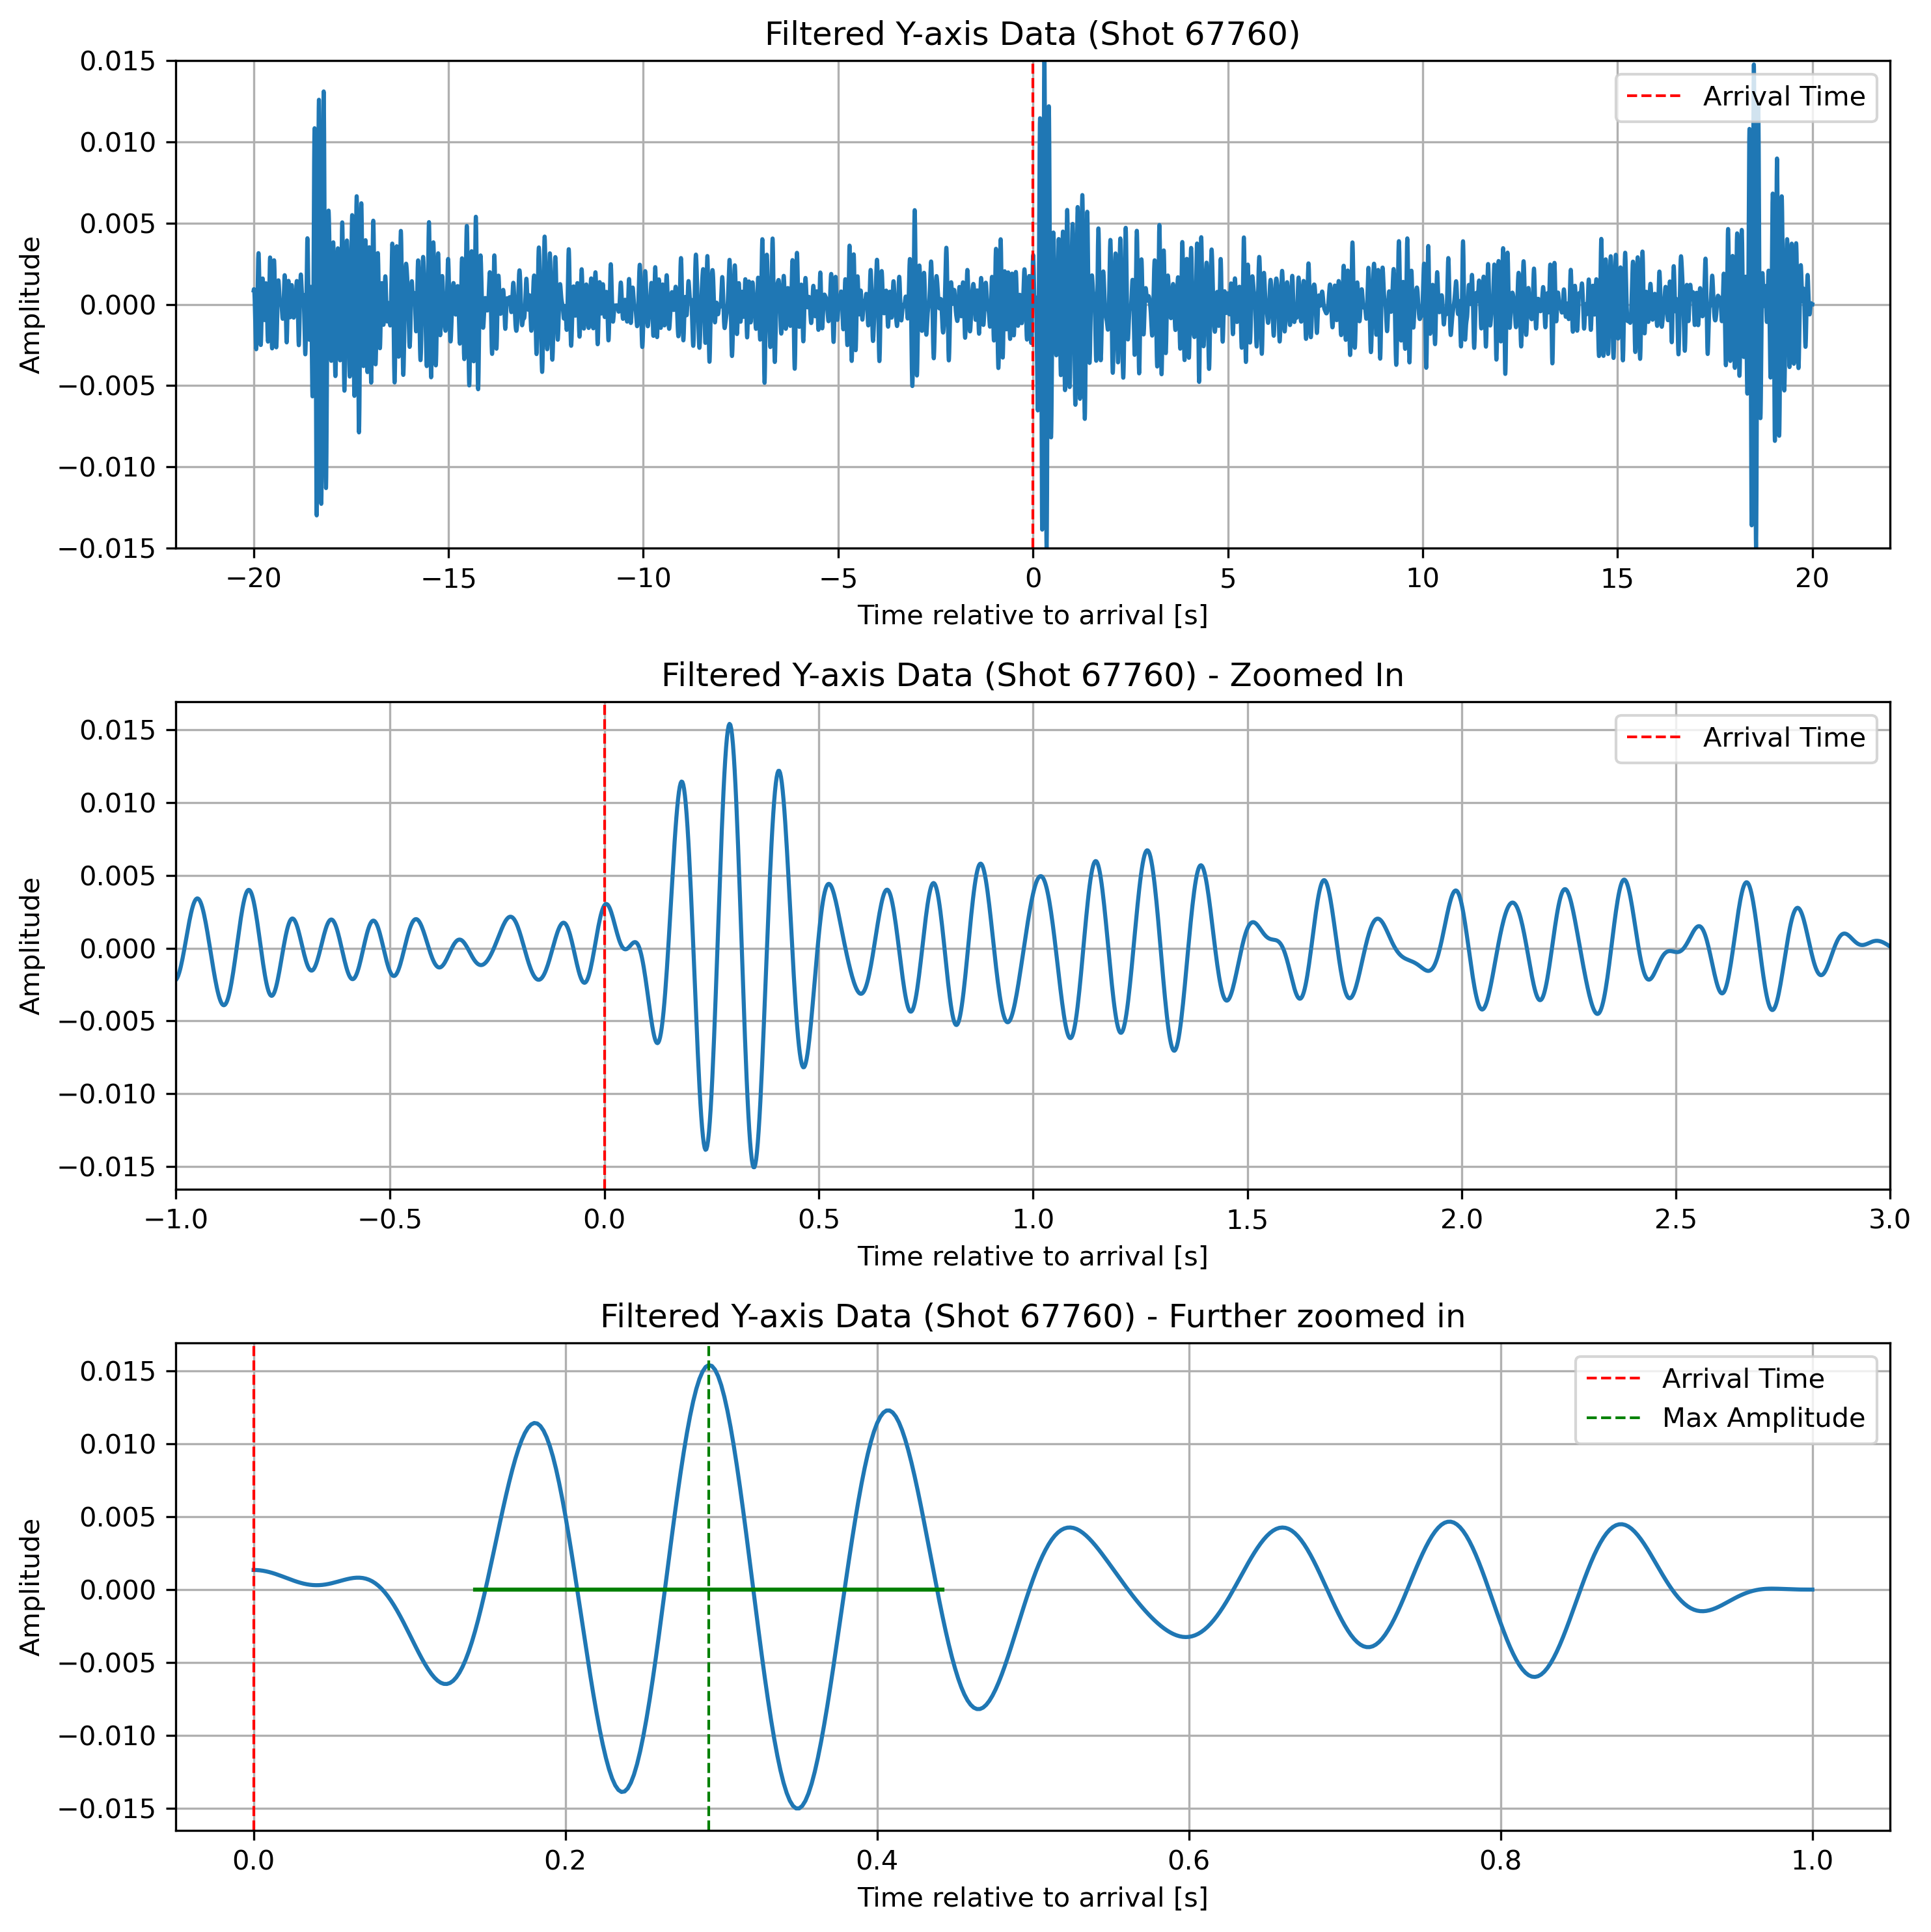 Filtered Y-axis Data (Shot 67760)
0.015
0.010
0.005
0.000
−0.005
−0.010
−0.015
Amplitude
Arrival Time
−20 −15 −10 −5 0 5 10 15 20
Time relative to arrival [s]
Filtered Y-axis Data (Shot 67760) - Zoomed In
0.015
0.010
0.005
0.000
−0.005
−0.010
−0.015
Amplitude
Arrival Time
−1.0 −0.5 0.0 0.5 1.0 1.5 2.0 2.5 3.0
Time relative to arrival [s]
Filtered Y-axis Data (Shot 67760) - Further zoomed in
0.015
0.010
0.005
0.000
−0.005
−0.010
−0.015
Amplitude
Arrival Time
Max Amplitude
0.0 0.2 0.4 0.6 0.8 1.0
Time relative to arrival [s]